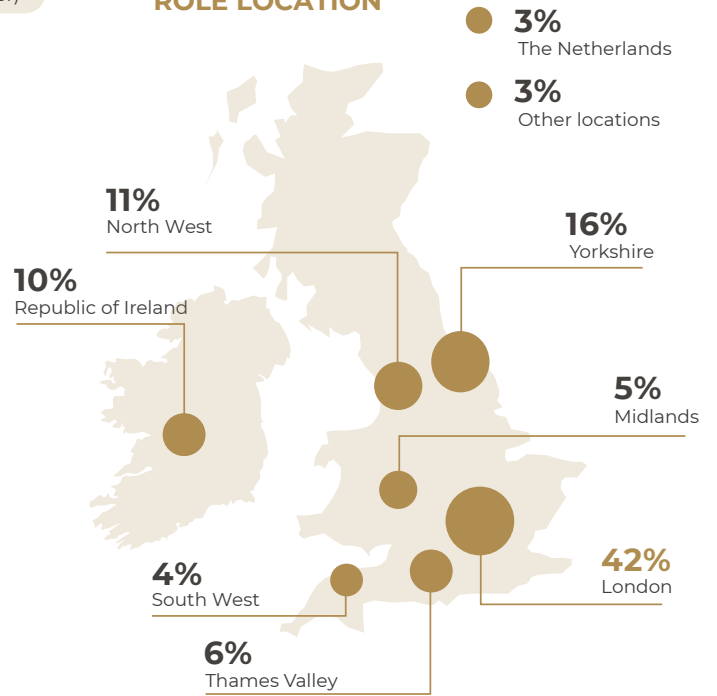 ROLE LOCATION
3%
The Netherlands
3%
Other locations
11%
North West
16%
Yorkshire
10%
Republic of Ireland
5%
Midlands
42%
London
4%
South West
6%
Thames Valley